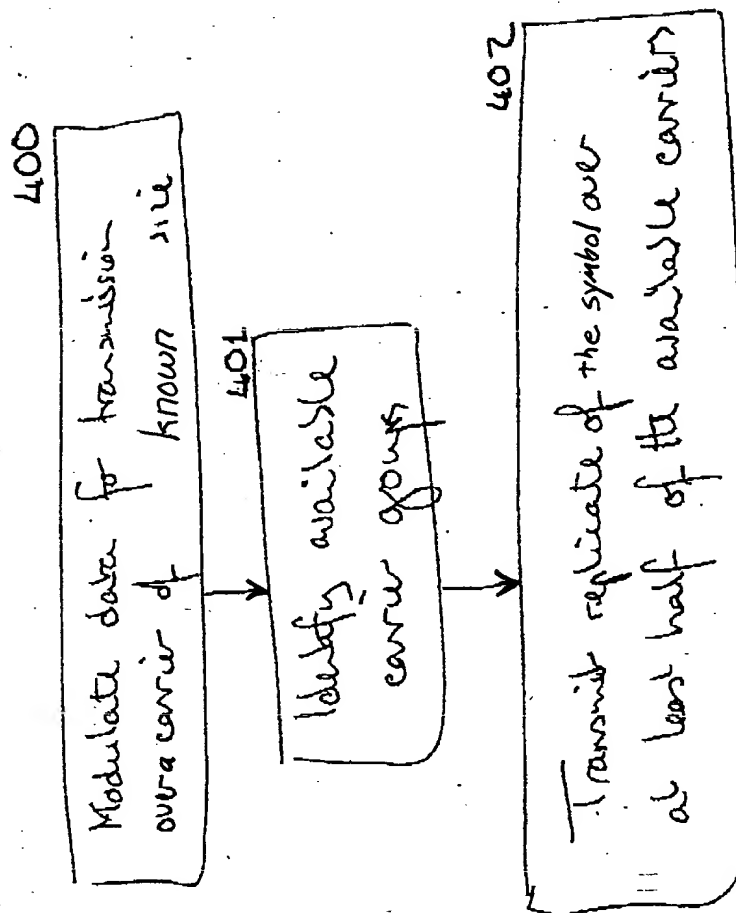 400
Modulate data for transmission
over a carrier of known size
401
Identify available
carrier groups
402
Transmit replicate of the symbol over
at least half of the available carriers